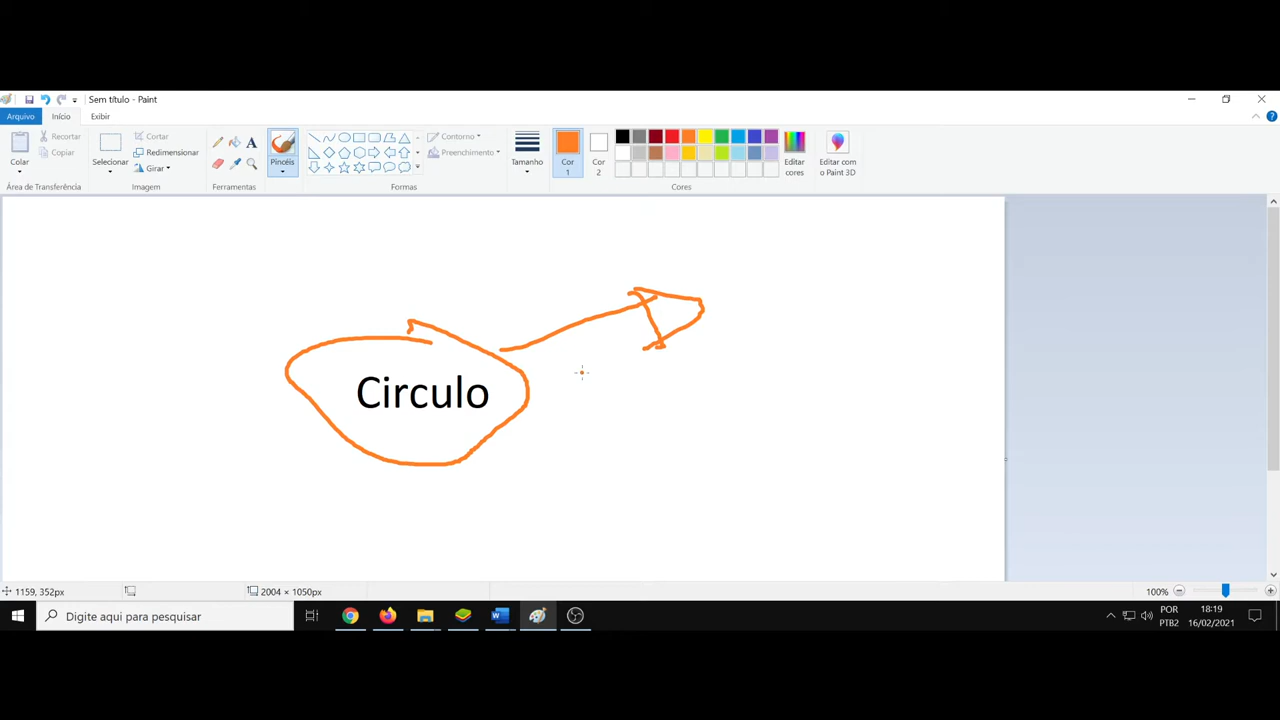 Sem título - Paint
Arquivo Início Exibir
Colar
Recortar
Copiar
Área de Transferência
Selecionar
Cortar
Redimensionar
Girar
Imagem
A
Ferramentas
Pincéis
Contorno
Preenchimento
Formas
Tamanho
Cor
1
Cor
2
Cores
Editar
cores
Editar com
o Paint 3D
Circulo
1159, 352px
2004 × 1050px
100%
Digite aqui para pesquisar
POR
PTB2
18:19
16/02/2021